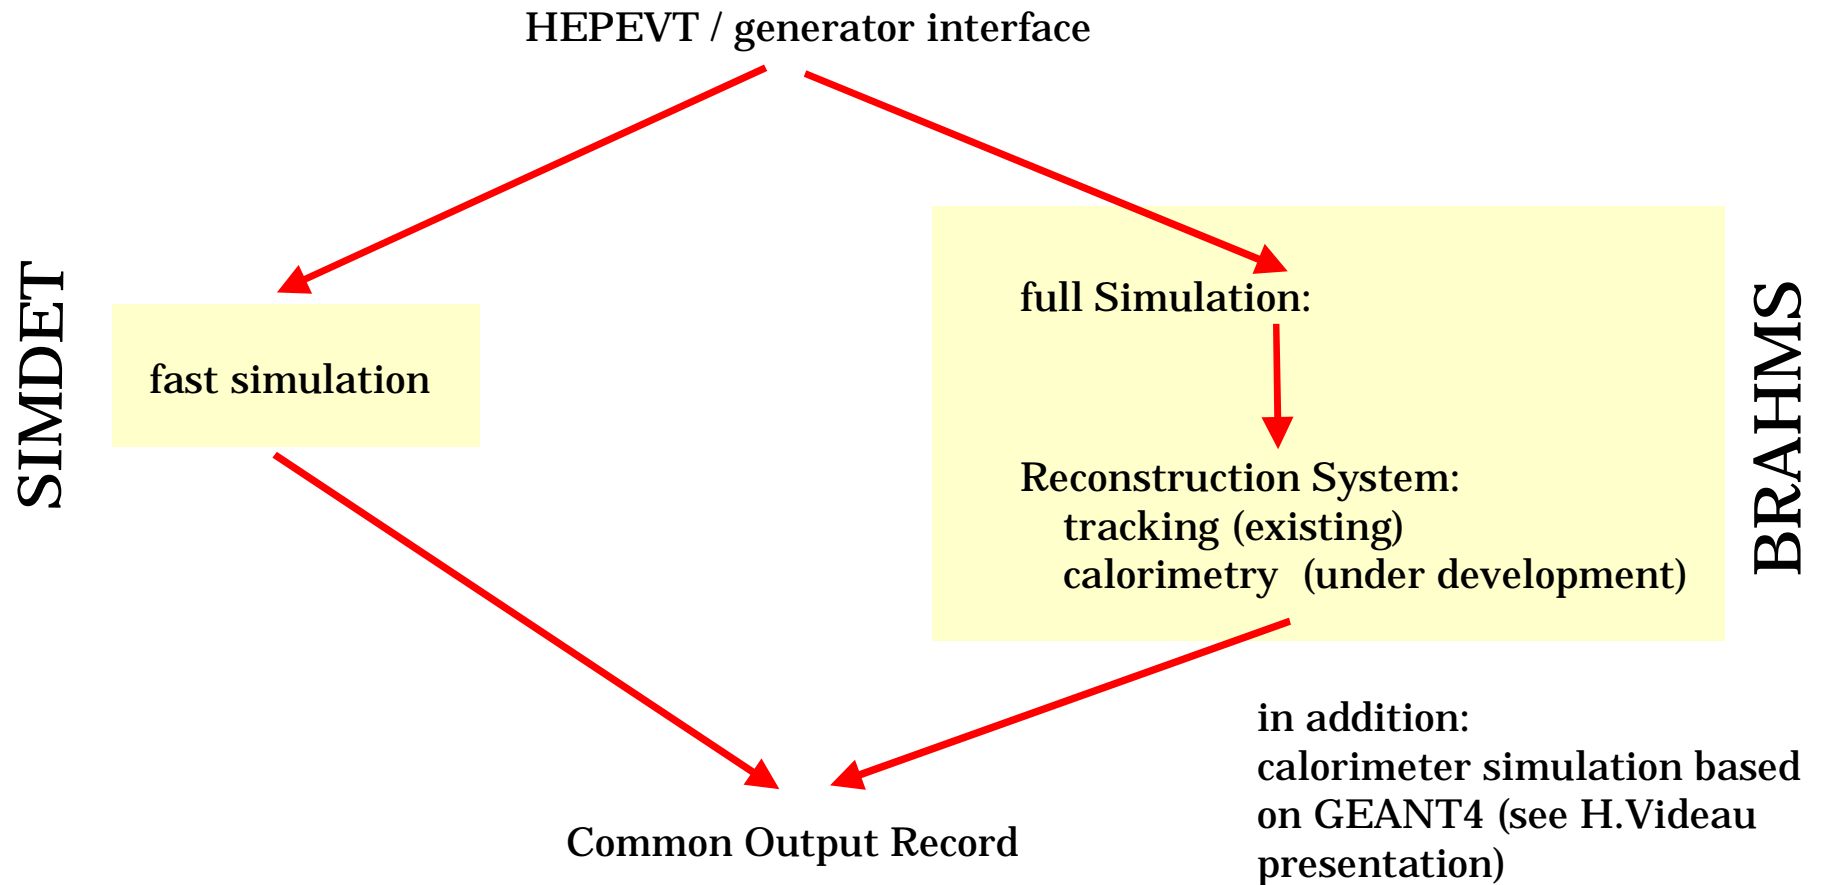 HEPEVT / generator interface
SIMDET
fast simulation
full Simulation:
Reconstruction System:
tracking (existing)
calorimetry (under development)
BRAHMS
in addition:
calorimeter simulation based
on GEANT4 (see H.Videau
presentation)
Common Output Record